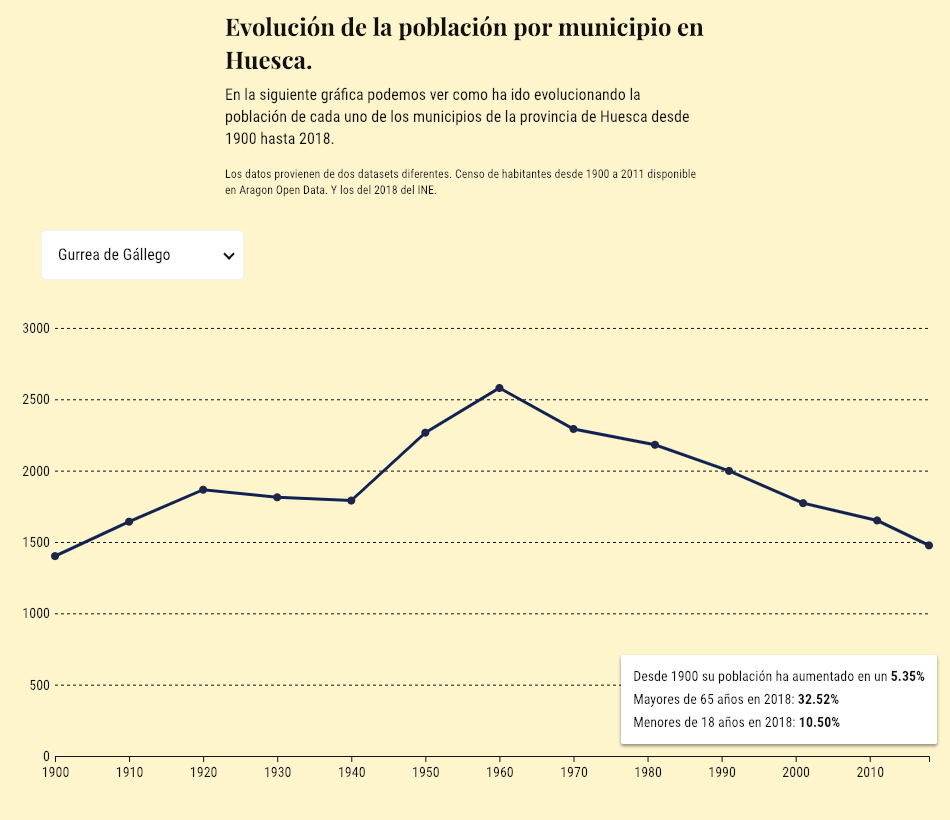 Evolución de la población por municipio en
Huesca.
En la siguiente gráfica podemos ver como ha ido evolucionando la
población de cada uno de los municipios de la provincia de Huesca desde
1900 hasta 2018.
Los datos provienen de dos datasets diferentes. Censo de habitantes desde 1900 a 2011 disponible
en Aragon Open Data. Y los del 2018 del INE.
Gurrea de Gállego
3000
2500
2000
1500
1000
500
0
Desde 1900 su población ha aumentado en un 5.35%
Mayores de 65 años en 2018: 32.52%
Menores de 18 años en 2018: 10.50%
1900 1910 1920 1930 1940 1950 1960 1970 1980 1990 2000 2010